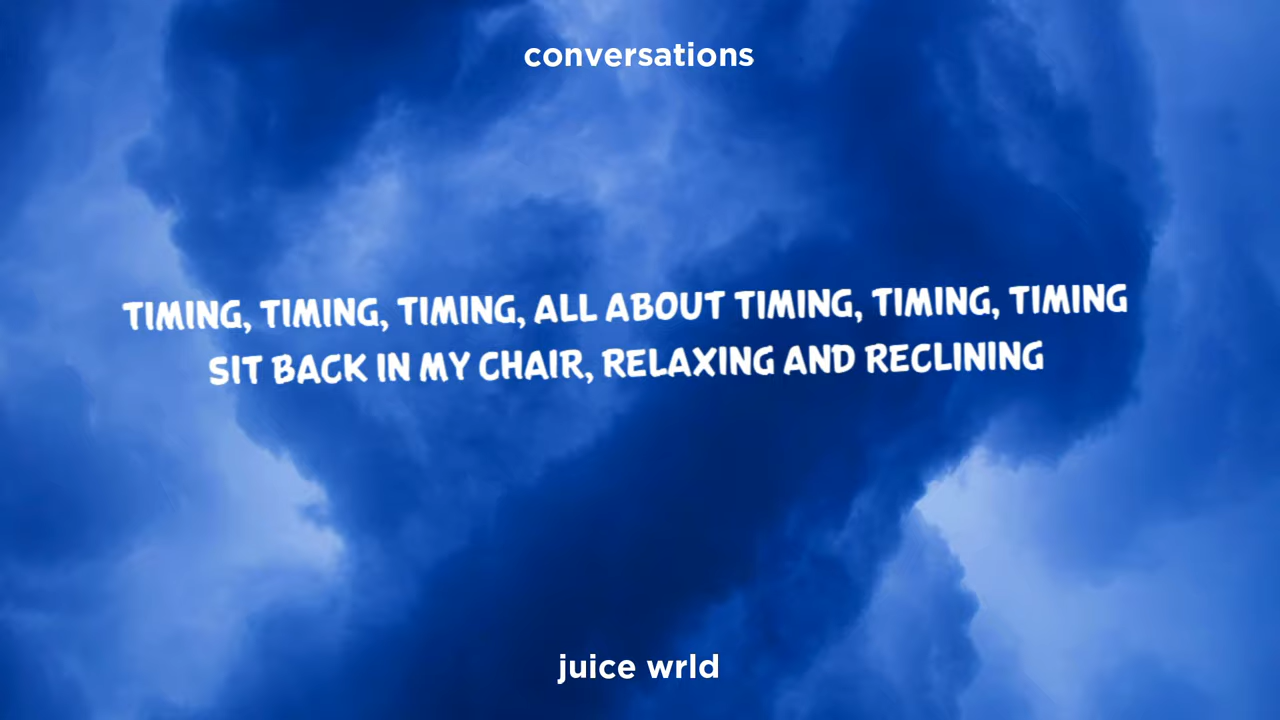 conversations
TIMING, TIMING, TIMING, ALL ABOUT TIMING, TIMING, TIMING
SIT BACK IN MY CHAIR, RELAXING AND RECLINING
juice wrld